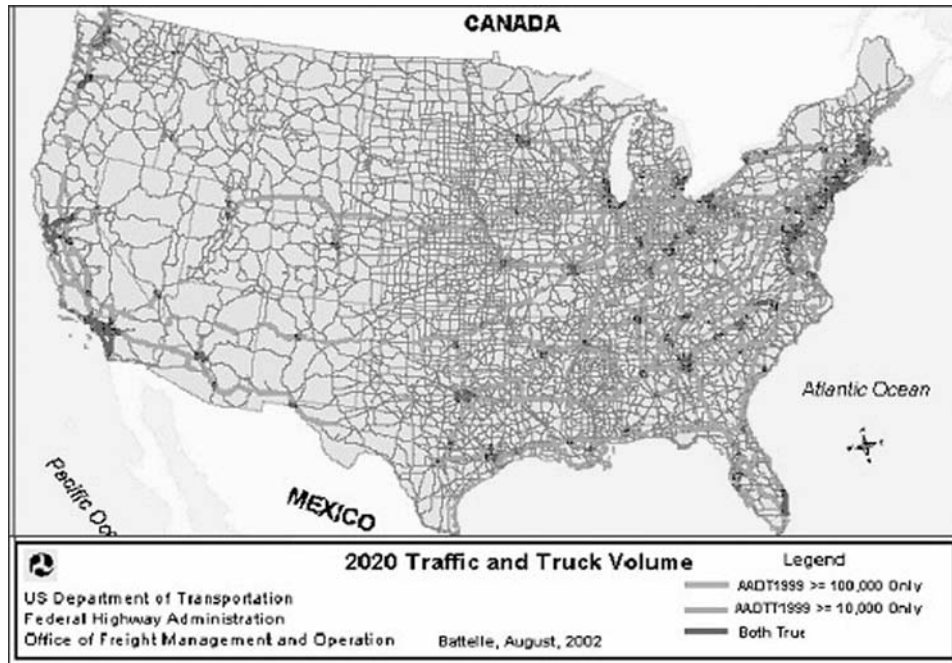 CANADA
Atlantic Ocean
Pacific Oce
MEXICO
2020 Traffic and Truck Volume
US Department of Transportation
Federal Highway Administration
Office of Freight Management and Operation
Battelle, August, 2002
Legend
AADT1999 >= 100,000 Only
AADTT1999 >= 10,000 Only
Both True